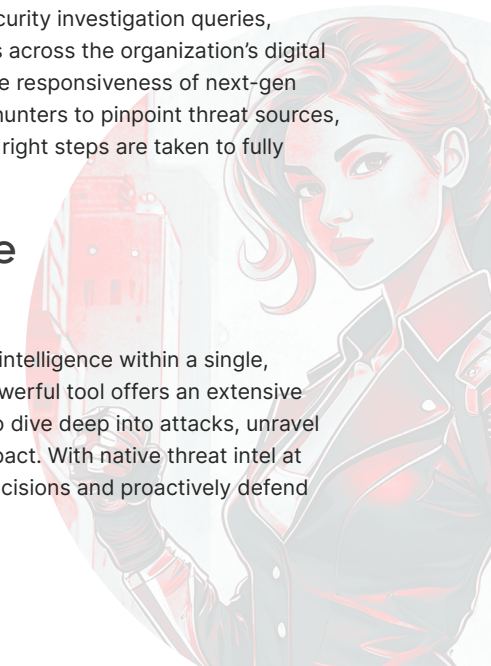 curity investigation queries,
s across the organization’s digital
e responsiveness of next-gen
hunters to pinpoint threat sources,
right steps are taken to fully
e
intelligence within a single,
werful tool offers an extensive
o dive deep into attacks, unravel
pact. With native threat intel at
cisions and proactively defend